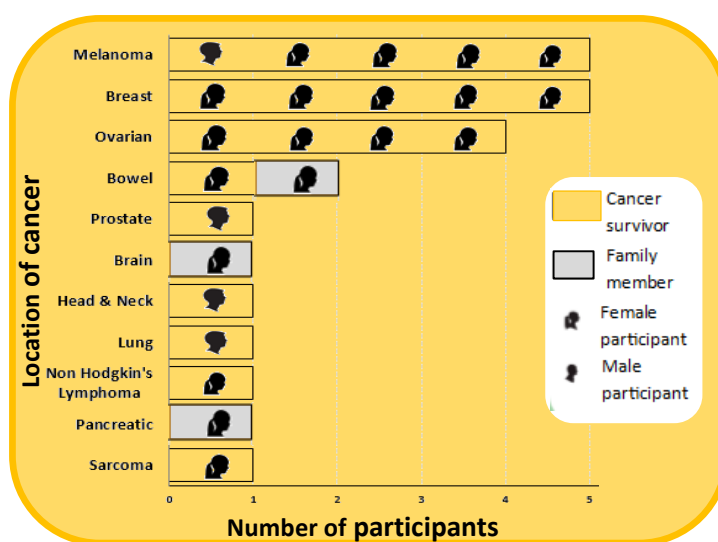 Location of cancer
Melanoma
Breast
Ovarian
Bowel
Prostate
Brain
Head & Neck
Lung
Non Hodgkin's
Lymphoma
Pancreatic
Sarcoma
0 1 2 3 4 5
Number of participants
Cancer
survivor
Family
member
Female
participant
Male
participant